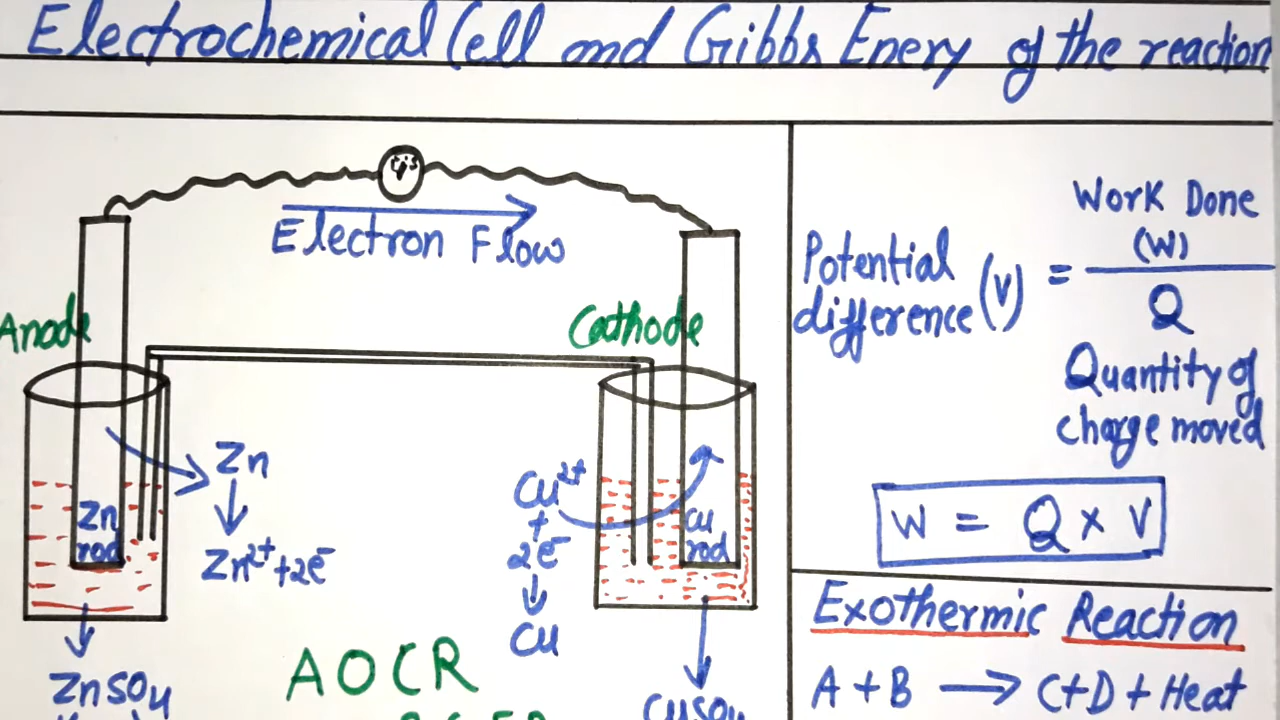 Electrochemical Cell and Gibbs Enery of the reaction
Electron Flow
Anode
Cathode
Zn
Zn²⁺+2e⁻
Zn
rod
ZnSO₄
Cu²⁺
+
2e⁻
Cu
Cu
rod
CuSO₄
AOCR
Potential
difference (V) =
Work Done
(W)
Q
Quantity of
charge moved
W = Q × V
Exothermic Reaction
A + B → C+D + Heat